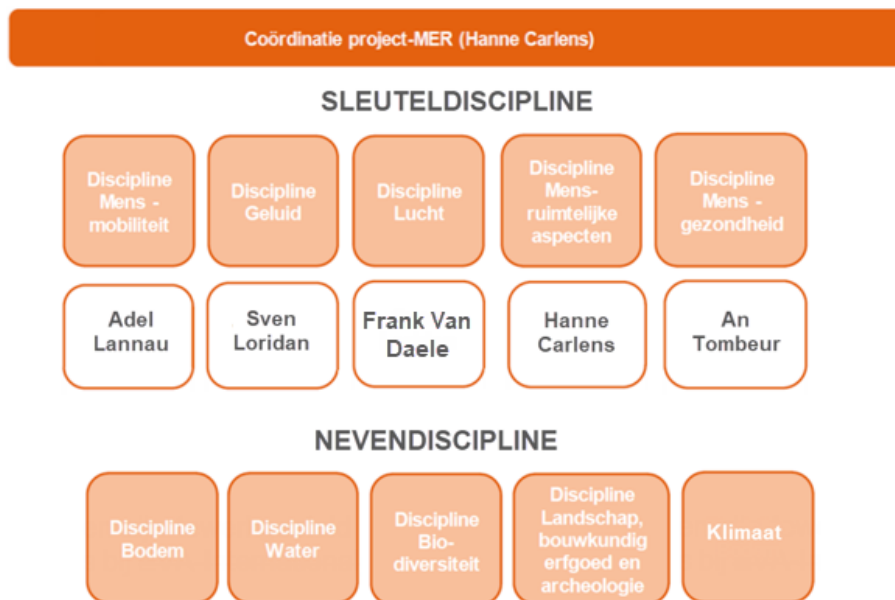 Coördinatie project-MER (Hanne Carlens)
SLEUTELDISCIPLINE
Discipline
Mens -
mobiliteit
Discipline
Geluid
Discipline
Lucht
Discipline
Mens-
ruimtelijke
aspecten
Discipline
Mens -
gezondheid
Adel
Lannau
Sven
Loridan
Frank Van
Daele
Hanne
Carlens
An
Tombeur
NEVENDISCIPLINE
Discipline
Bodem
Discipline
Water
Discipline
Bio-
diversiteit
Discipline
Landschap,
bouwkundig
erfgoed en
archeologie
Klimaat